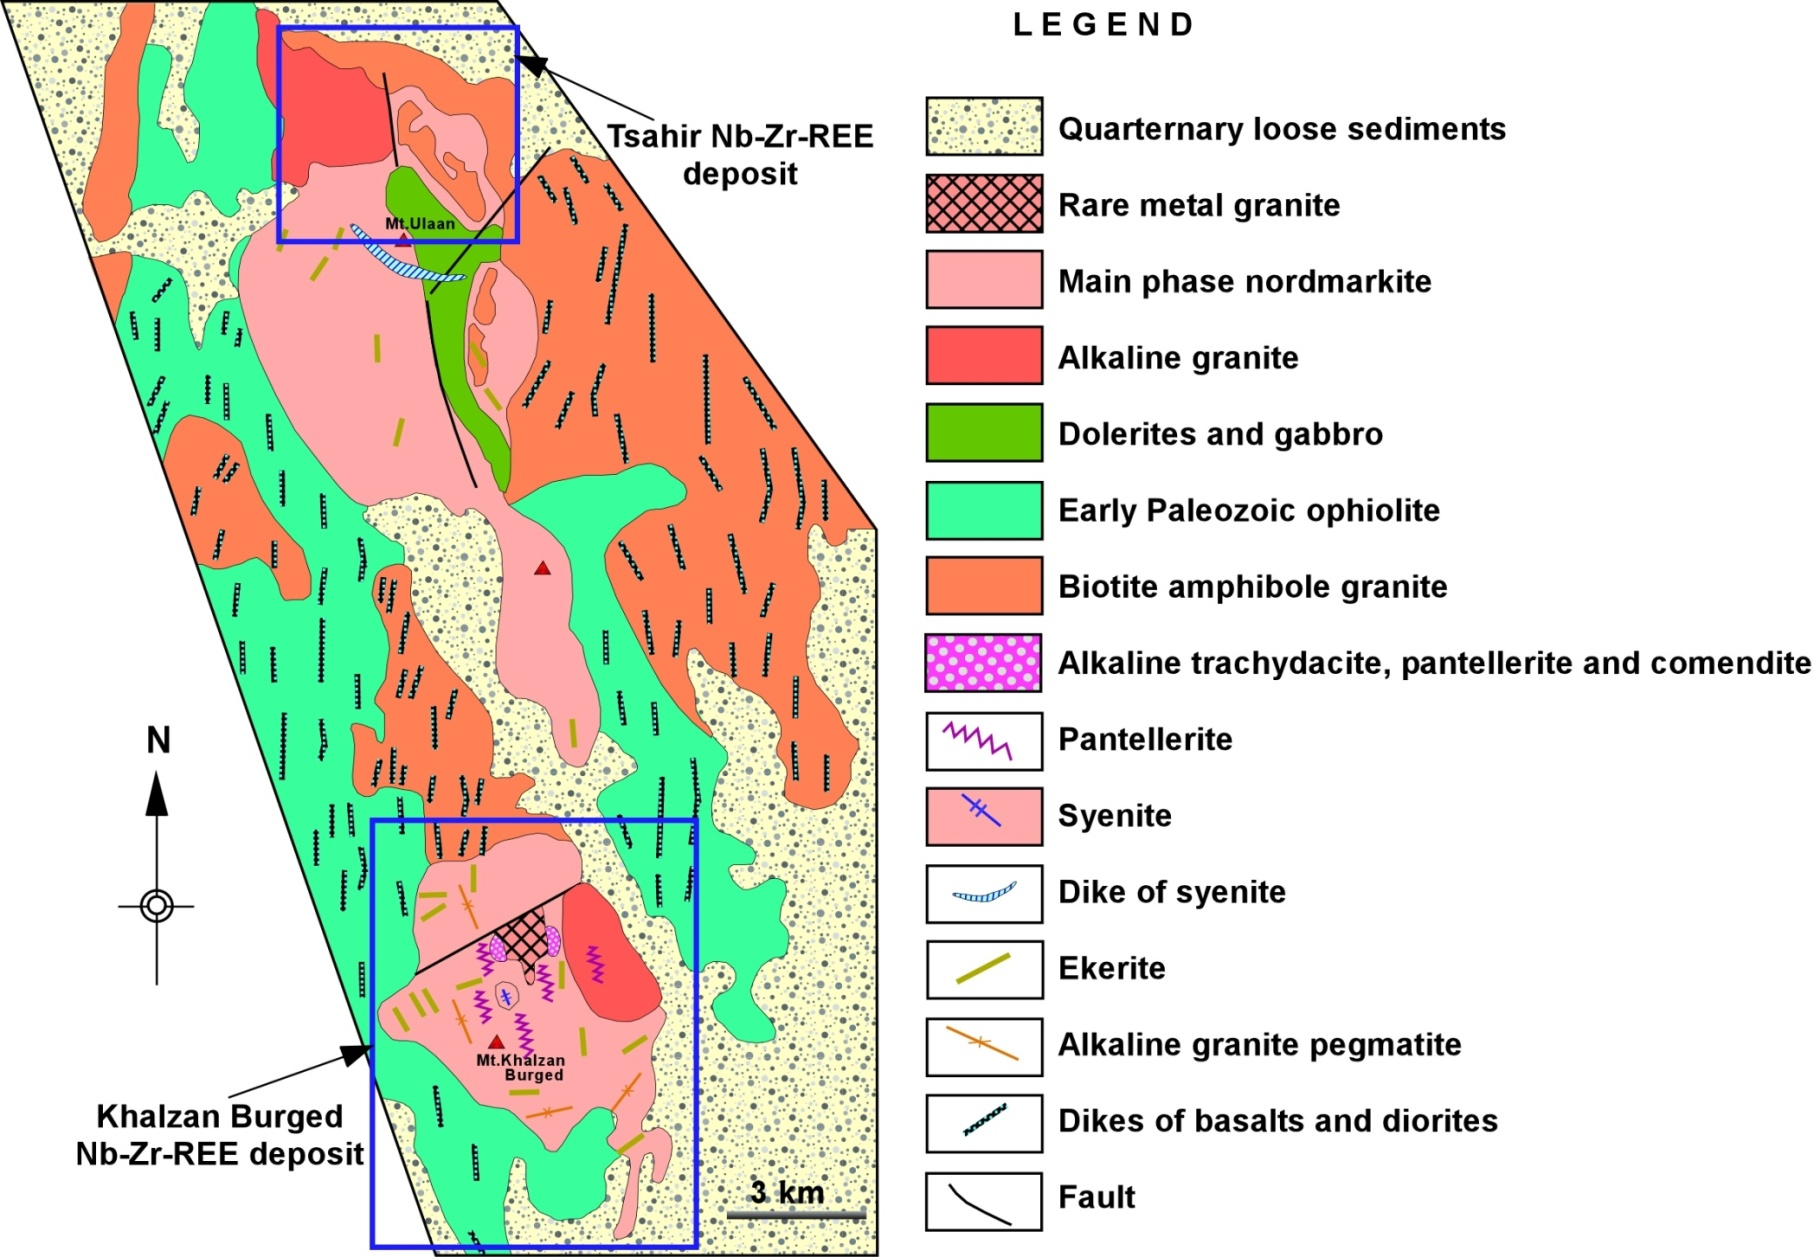 LEGEND
Tsahir Nb-Zr-REE
deposit
Mt.Ulaan
N
Mt.Khalzan
Burged
Khalzan Burged
Nb-Zr-REE deposit
3 km
Quarternary loose sediments
Rare metal granite
Main phase nordmarkite
Alkaline granite
Dolerites and gabbro
Early Paleozoic ophiolite
Biotite amphibole granite
Alkaline trachydacite, pantellerite and comendite
Pantellerite
Syenite
Dike of syenite
Ekerite
Alkaline granite pegmatite
Dikes of basalts and diorites
Fault